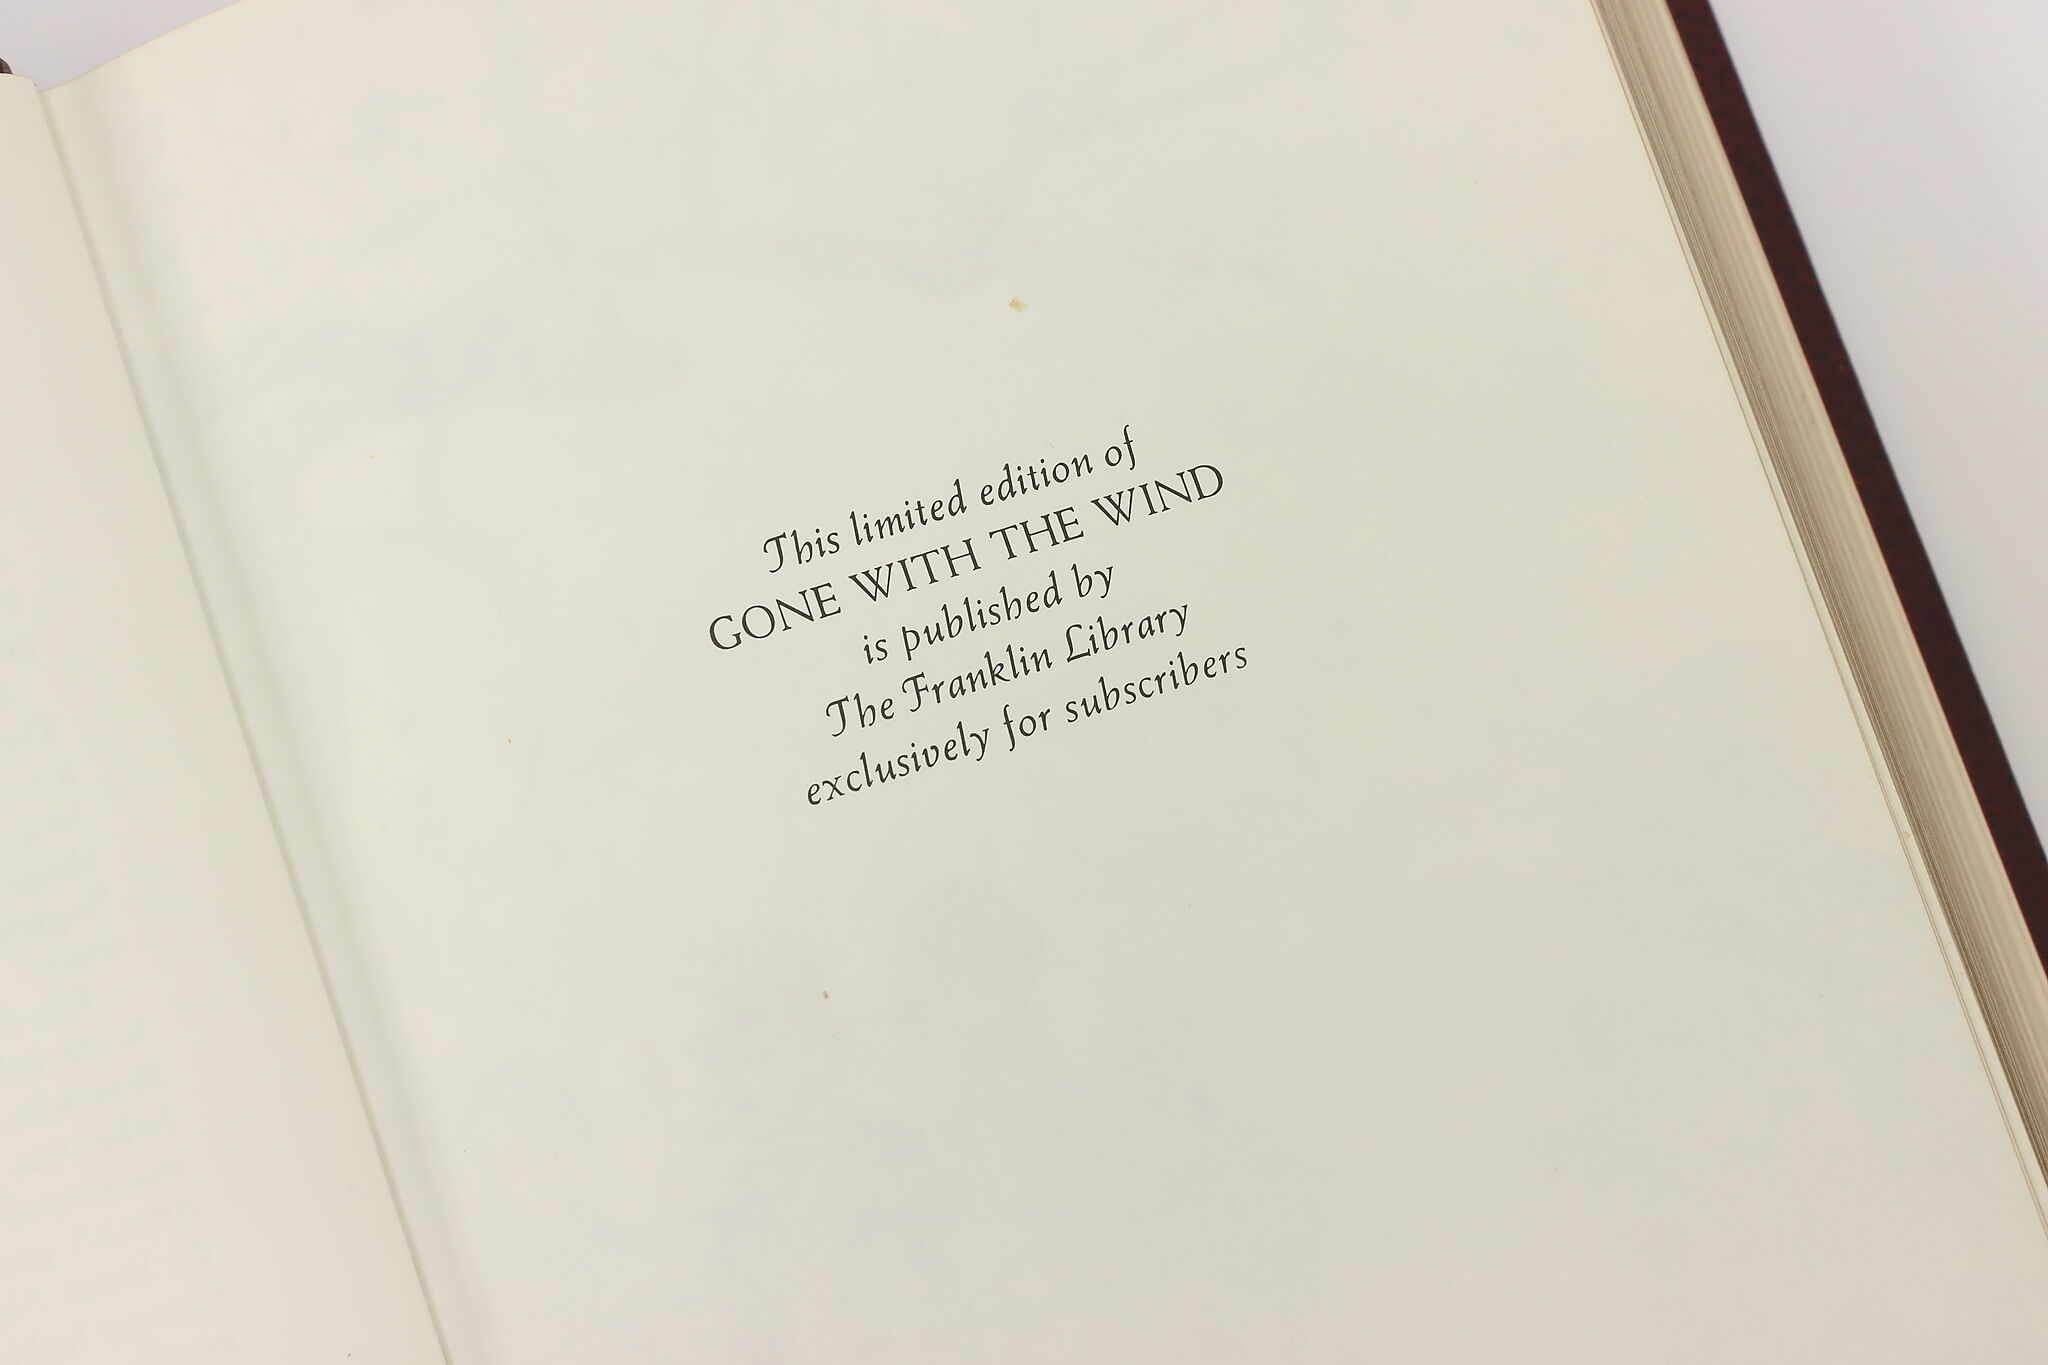 This limited edition of
GONE WITH THE WIND
is published by
The Franklin Library
exclusively for subscribers